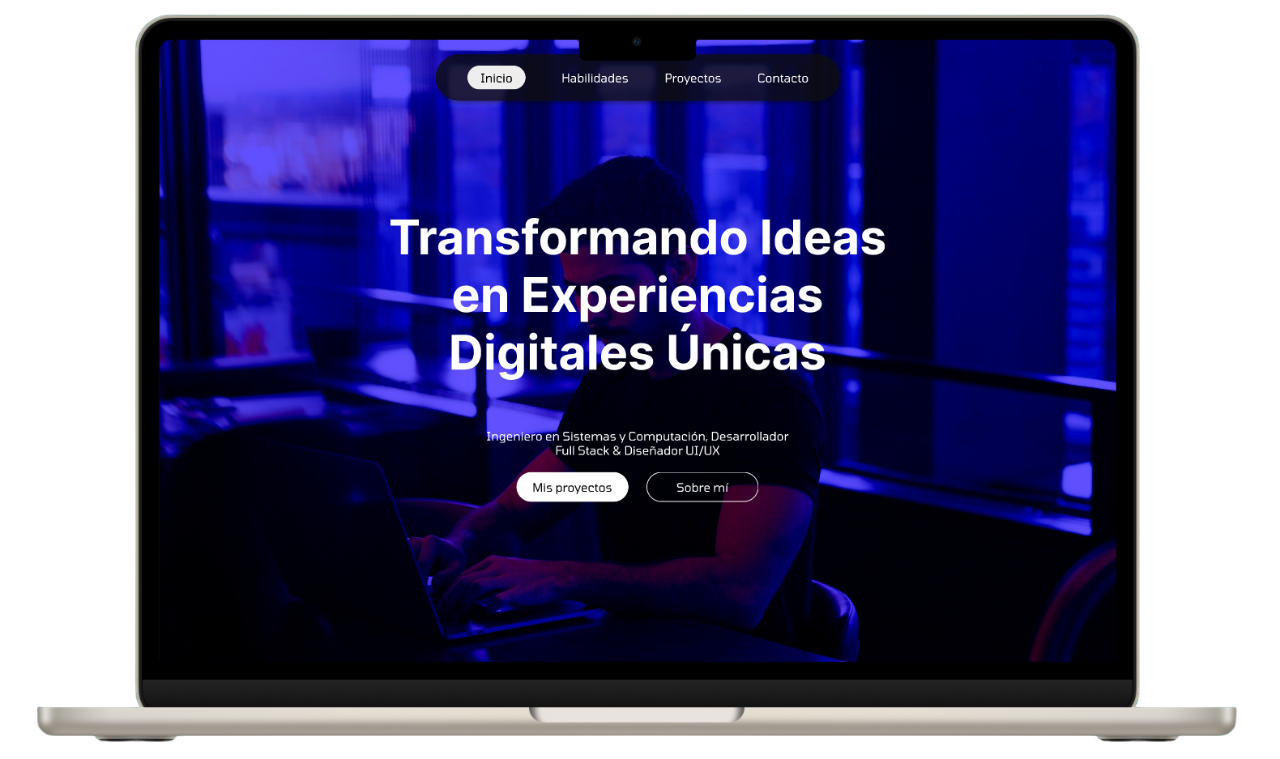 Inicio Habilidades Proyectos Contacto
Transformando Ideas
en Experiencias
Digitales Únicas
Ingeniero en Sistemas y Computación, Desarrollador
Full Stack & Diseñador UI/UX
Mis proyectos Sobre mí